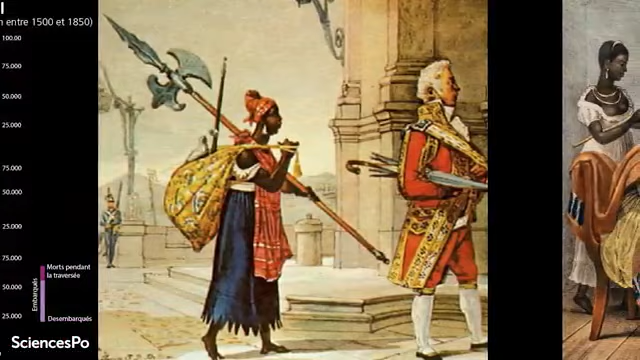 n entre 1500 et 1850)
100.00
75.000
50.000
25.000
75.000
50.000
25.000
75.000
50.000
25.000
Morts pendant
la traversée
Embarqués
Desembarqués
SciencesPo